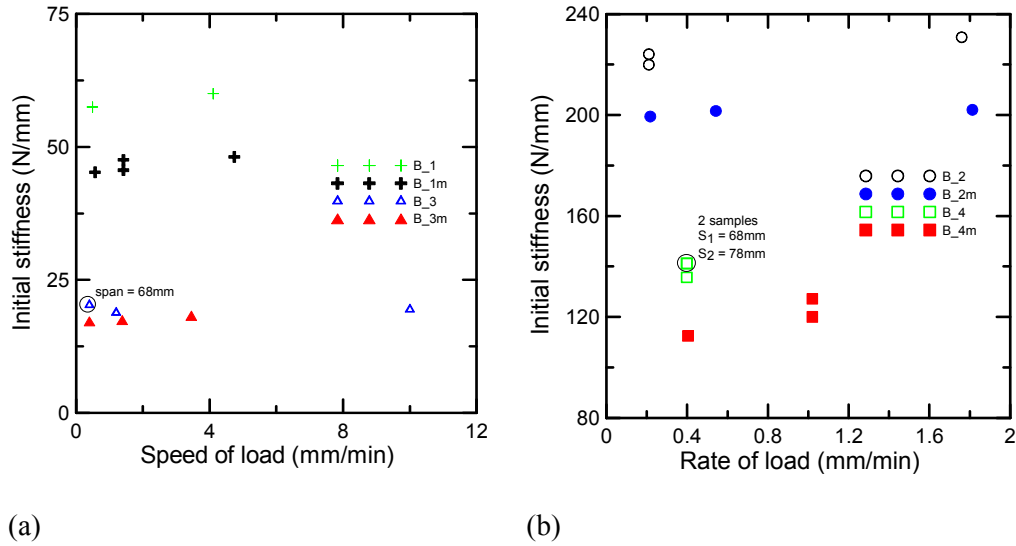 75
50
25
0
0
4
8
12
Initial stiffness (N/mm)
Speed of load (mm/min)
B_1
B_1m
B_3
B_3m
span = 68mm
(a)
240
200
160
120
80
0
0.4
0.8
1.2
1.6
2
Initial stiffness (N/mm)
Rate of load (mm/min)
B_2
B_2m
B_4
B_4m
2 samples
S1 = 68mm
S2 = 78mm
(b)